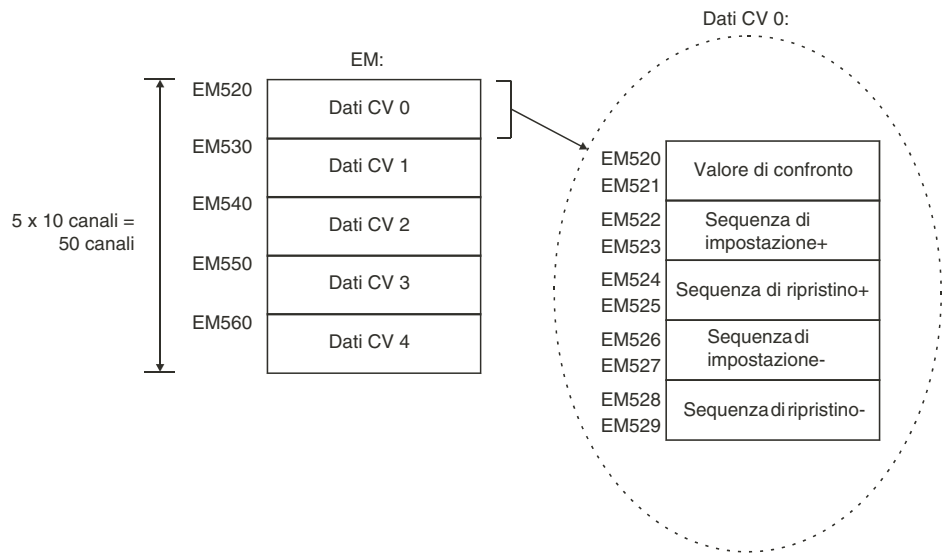 Dati CV 0:
EM:
EM520
Dati CV 0
EM530
Dati CV 1
EM540
Dati CV 2
5 x 10 canali =
50 canali
EM550
Dati CV 3
EM560
Dati CV 4
EM520
EM521
Valore di confronto
EM522
EM523
Sequenza di
impostazione+
EM524
EM525
Sequenza di ripristino+
EM526
EM527
Sequenza di
impostazione-
EM528
EM529
Sequenza di ripristino-